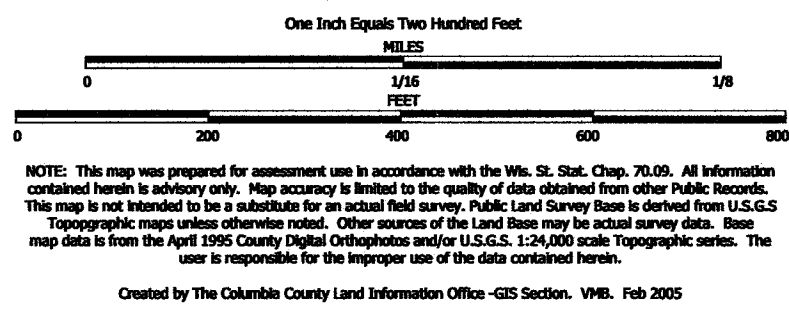 One Inch Equals Two Hundred Feet
MILES
0 1/16 1/8
FEET
0 200 400 600 800
NOTE: This map was prepared for assessment use in accordance with the Wis. St. Stat. Chap. 70.09. All information
contained herein is advisory only. Map accuracy is limited to the quality of data obtained from other Public Records.
This map is not intended to be a substitute for an actual field survey. Public Land Survey Base is derived from U.S.G.S
Topopgraphic maps unless otherwise noted. Other sources of the Land Base may be actual survey data. Base
map data is from the April 1995 County Digital Orthophotos and/or U.S.G.S. 1:24,000 scale Topographic series. The
user is responsible for the improper use of the data contained herein.
Created by The Columbia County Land Information Office -GIS Section. VMB. Feb 2005